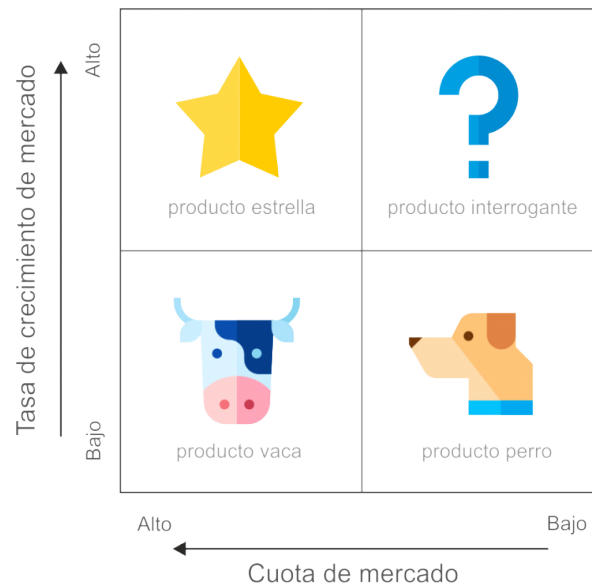 Tasa de crecimiento de mercado
Alto
Bajo
producto estrella
producto interrogante
producto vaca
producto perro
Alto
Bajo
Cuota de mercado